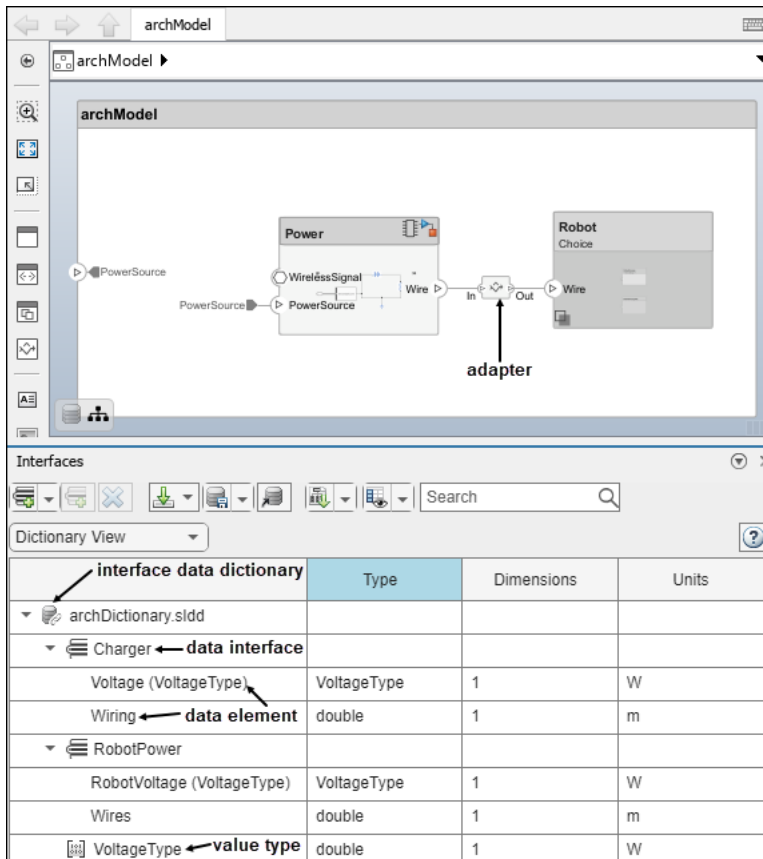 archModel
archModel
archModel
Power
Robot
Choice
WirelessSignal
PowerSource
Wire
Wire
PowerSource
PowerSource
In
Out
adapter
A
Interfaces
Search
Dictionary View
?
interface data dictionary
Type
Dimensions
Units
archDictionary.sldd
Charger
data interface
Voltage (VoltageType)
VoltageType
1
W
Wiring
data element
double
1
m
RobotPower
RobotVoltage (VoltageType)
VoltageType
1
W
Wires
double
1
m
VoltageType
value type
double
1
W